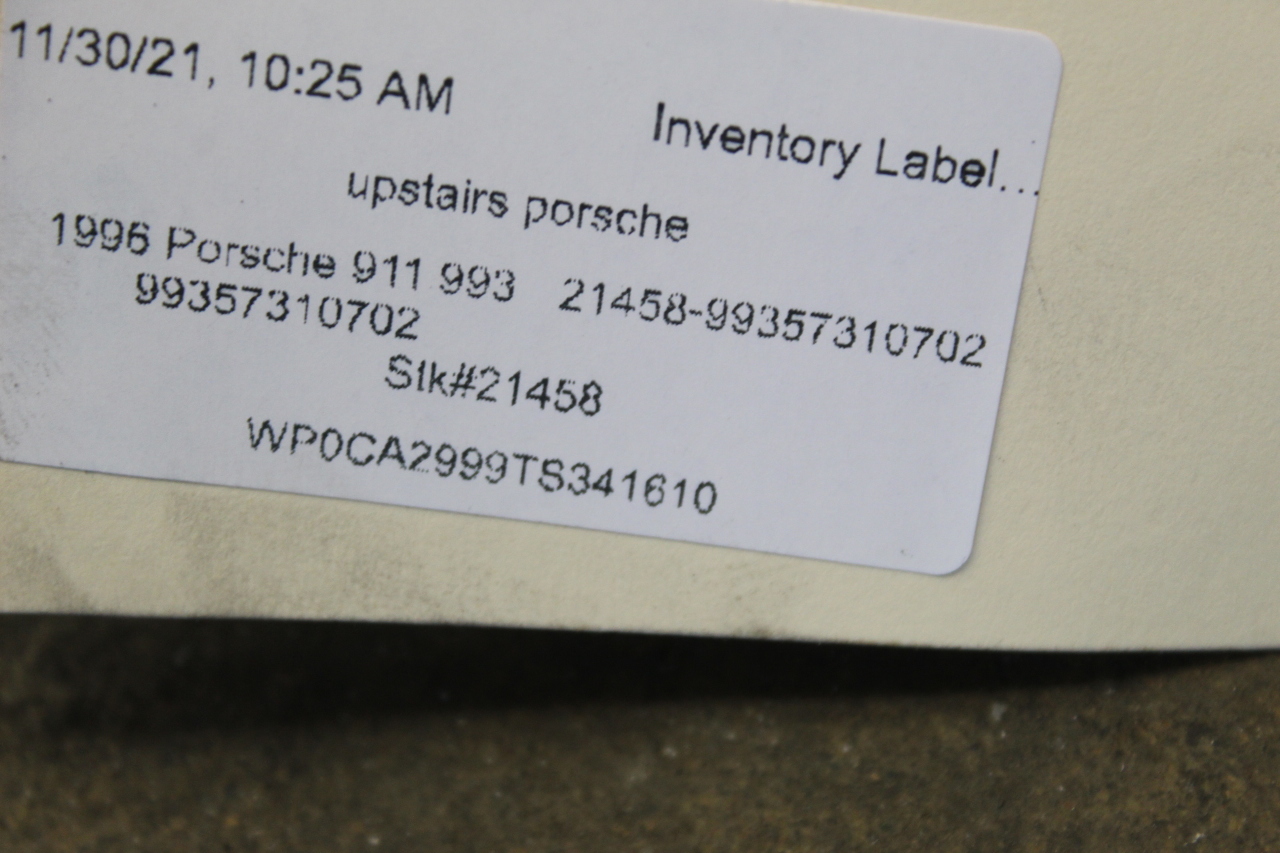 11/30/21, 10:25 AM Inventory Label...
upstairs porsche
1996 Porsche 911 993 21458-99357310702
99357310702
Stk#21458
WP0CA2999TS341610